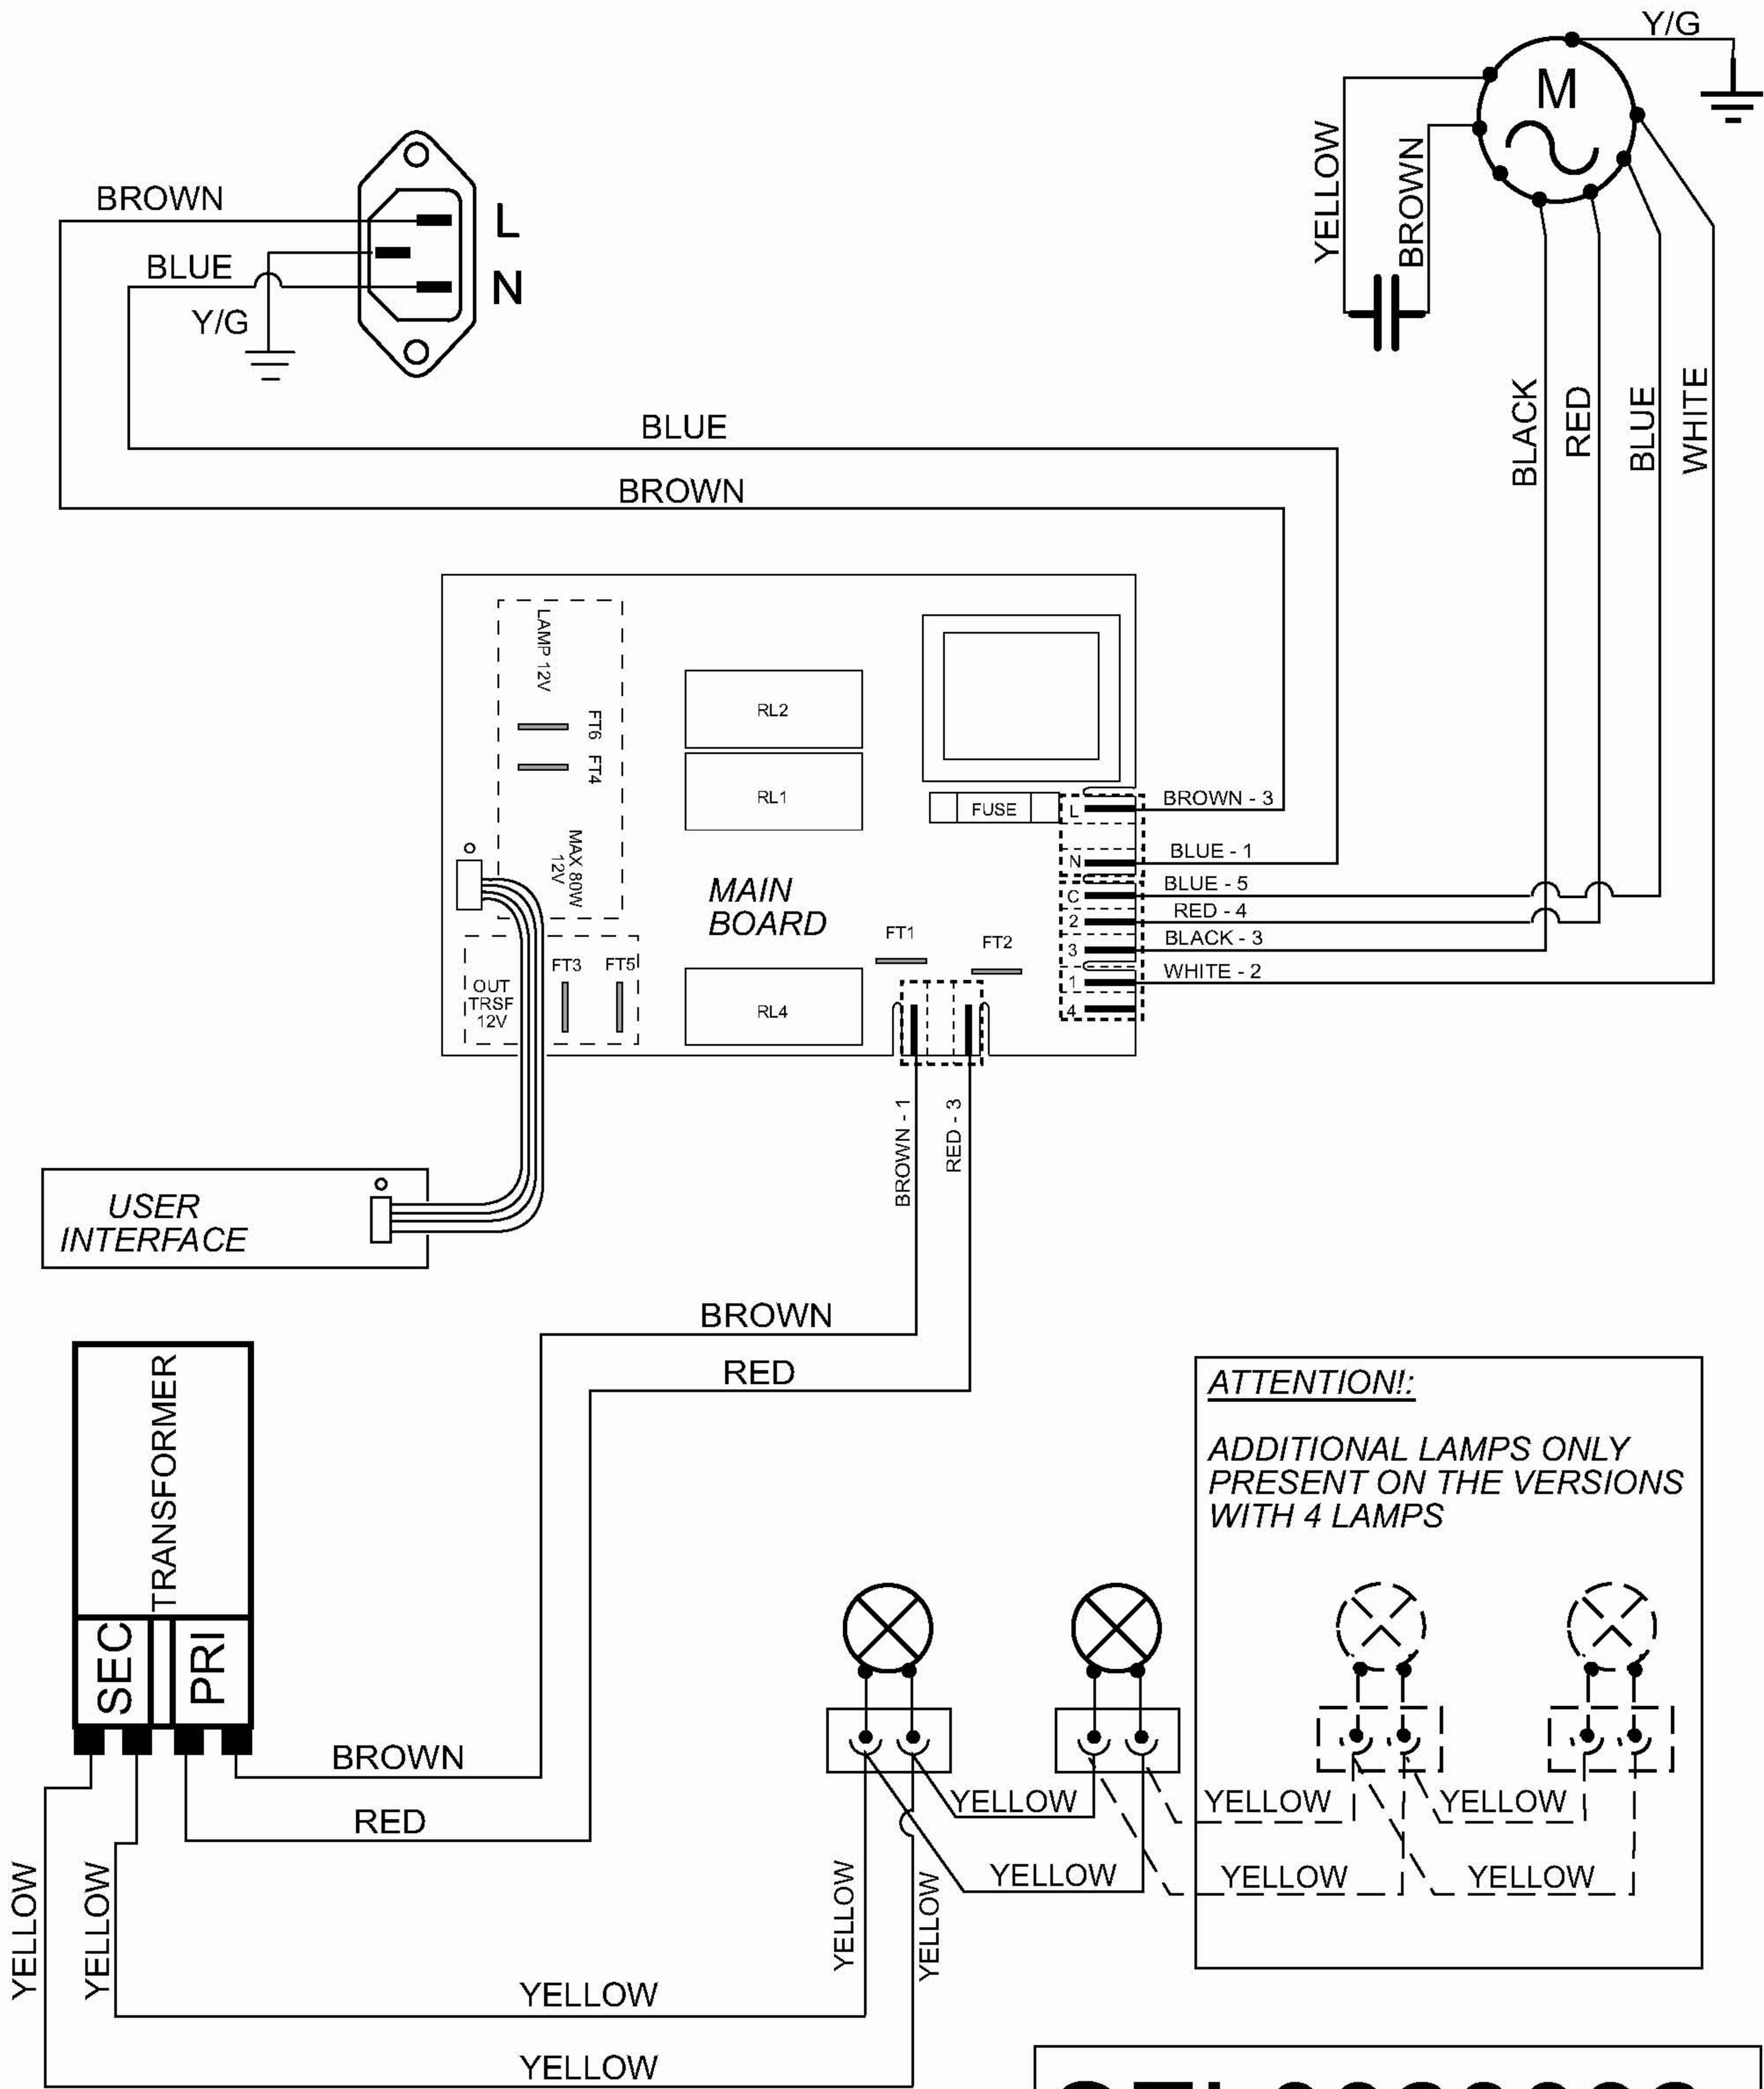 Y/G
M
YELLOW
BROWN
BROWN
L
BLUE
N
Y/G
BLACK
RED
BLUE
WHITE
BLUE
BROWN
LAMP 12V
FT6
FT4
MAX 80W
12V
RL2
RL1
FUSE
L
N
C
2
3
1
4
BROWN - 3
BLUE - 1
BLUE - 5
RED - 4
BLACK - 3
WHITE - 2
MAIN
BOARD
FT1
FT2
OUT
TRSF
12V
FT3
FT5
RL4
BROWN - 1
RED - 3
USER
INTERFACE
BROWN
RED
TRANSFORMER
SEC
PRI
BROWN
RED
ATTENTION!:
ADDITIONAL LAMPS ONLY
PRESENT ON THE VERSIONS
WITH 4 LAMPS
YELLOW
YELLOW
YELLOW
YELLOW
YELLOW
YELLOW
YELLOW
YELLOW
YELLOW
YELLOW
YELLOW
YELLOW